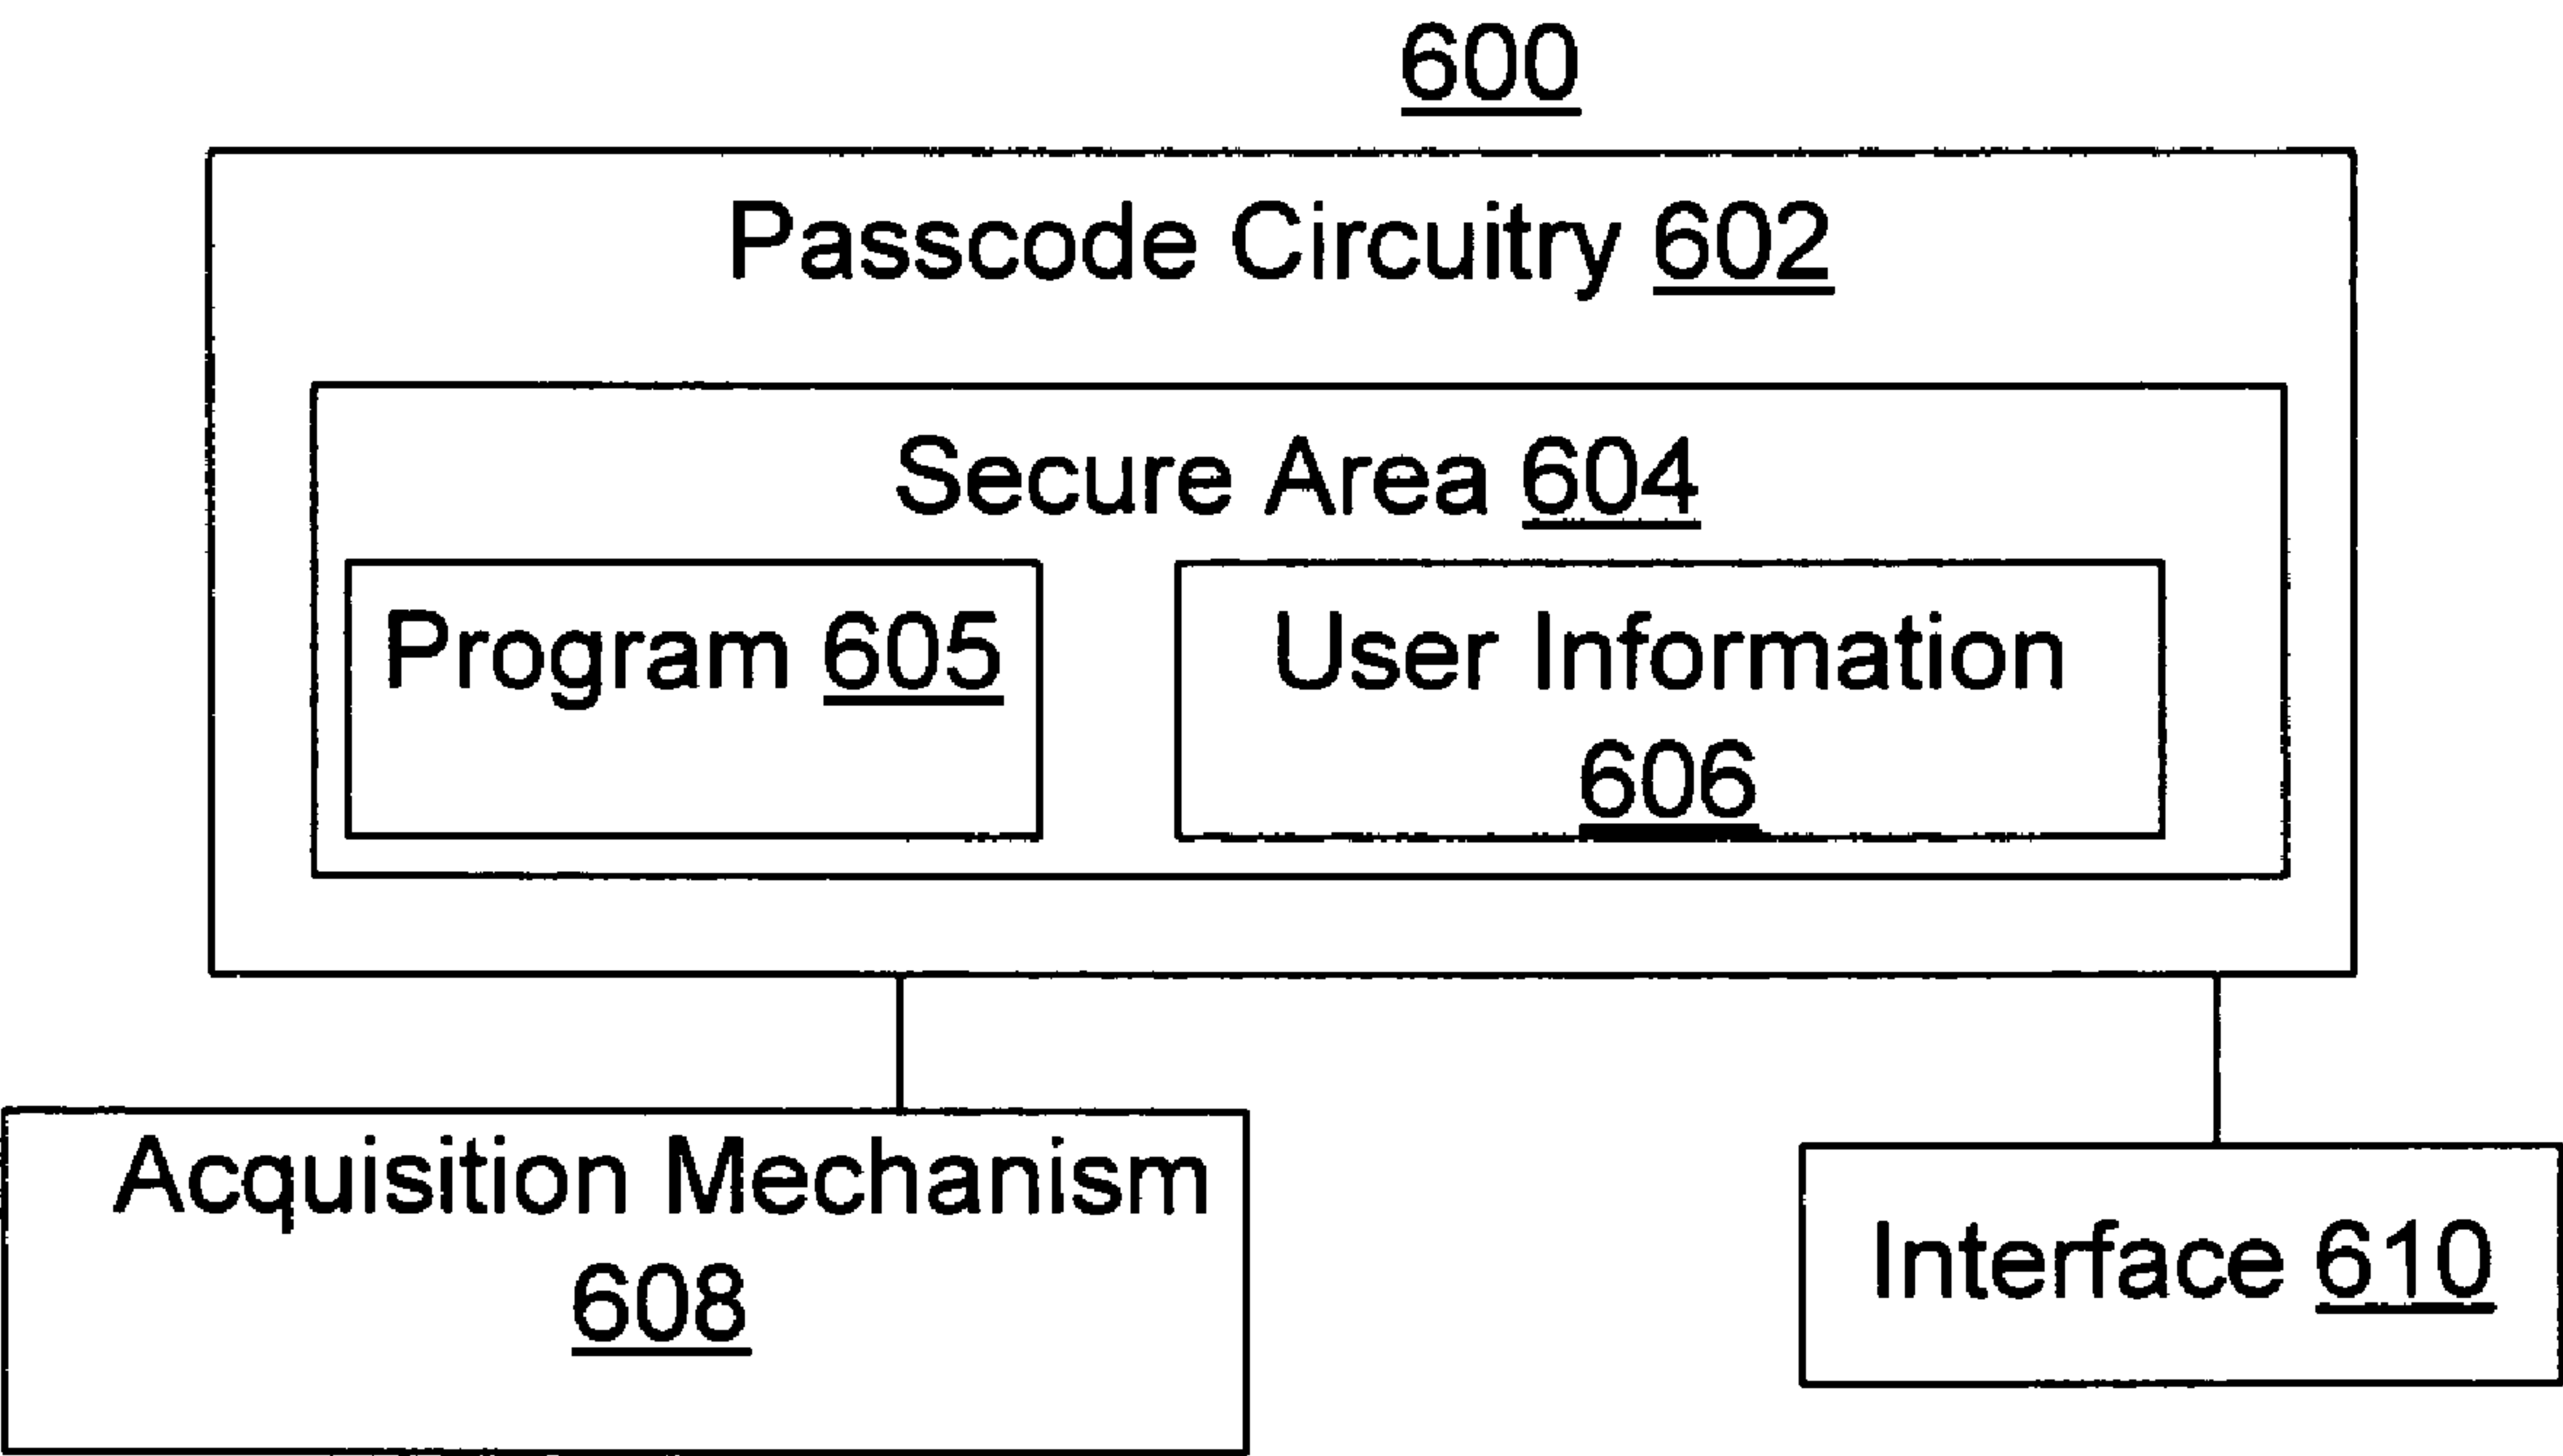 600
Passcode Circuitry 602
Secure Area 604
Program 605
User Information
606
Acquisition Mechanism
608
Interface 610